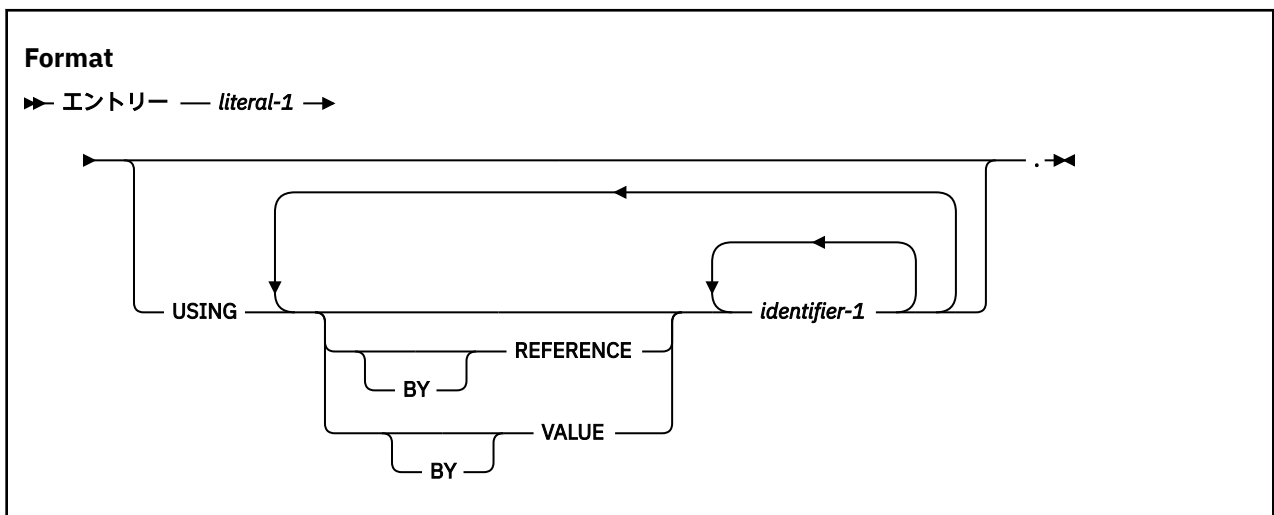 Format
エントリー literal-1
.
USING identifier-1
REFERENCE
BY
VALUE
BY